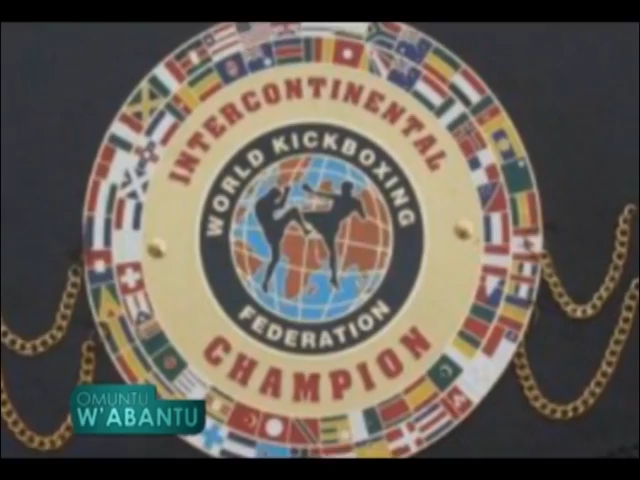 INTERCONTINENTAL
WORLD KICKBOXING
FEDERATION
CHAMPION
OMUNTU
W'ABANTU